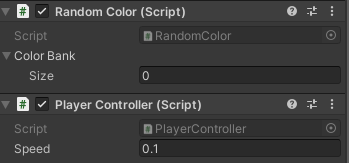 Random Color (Script)
Script RandomColor
Color Bank
Size 0
Player Controller (Script)
Script PlayerController
Speed 0.1